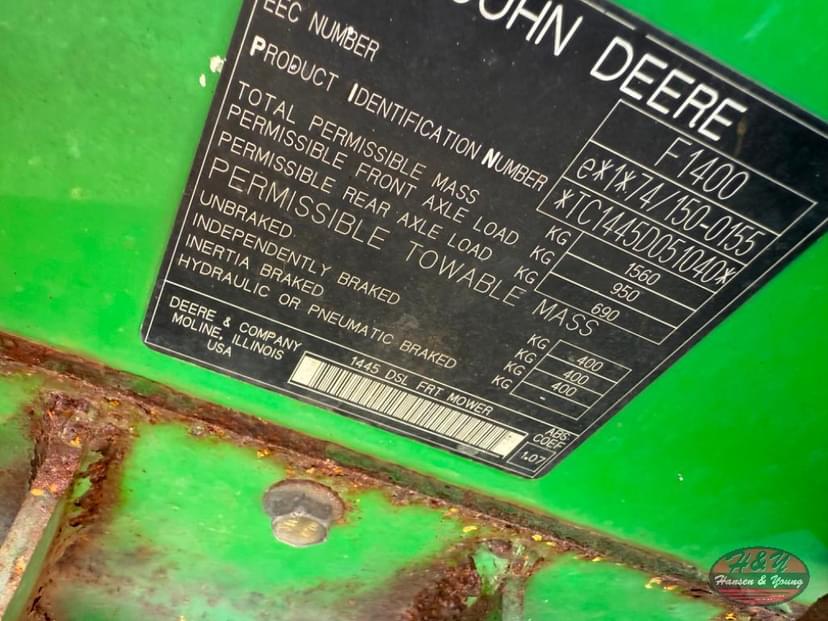 JOHN DEERE
F1400
EEC NUMBER e*1*74/150-0155
PRODUCT IDENTIFICATION NUMBER *TC1445D051040*
TOTAL PERMISSIBLE MASS KG 1560
PERMISSIBLE FRONT AXLE LOAD KG 950
PERMISSIBLE REAR AXLE LOAD KG 690
PERMISSIBLE TOWABLE MASS
UNBRAKED KG 400
INDEPENDENTLY BRAKED KG 400
INERTIA BRAKED KG 400
HYDRAULIC OR PNEUMATIC BRAKED KG -
DEERE & COMPANY
MOLINE, ILLINOIS
USA
1445 DSL FRT MOWER
ABS.
COEF
1.07
H&Y
Hansen & Young